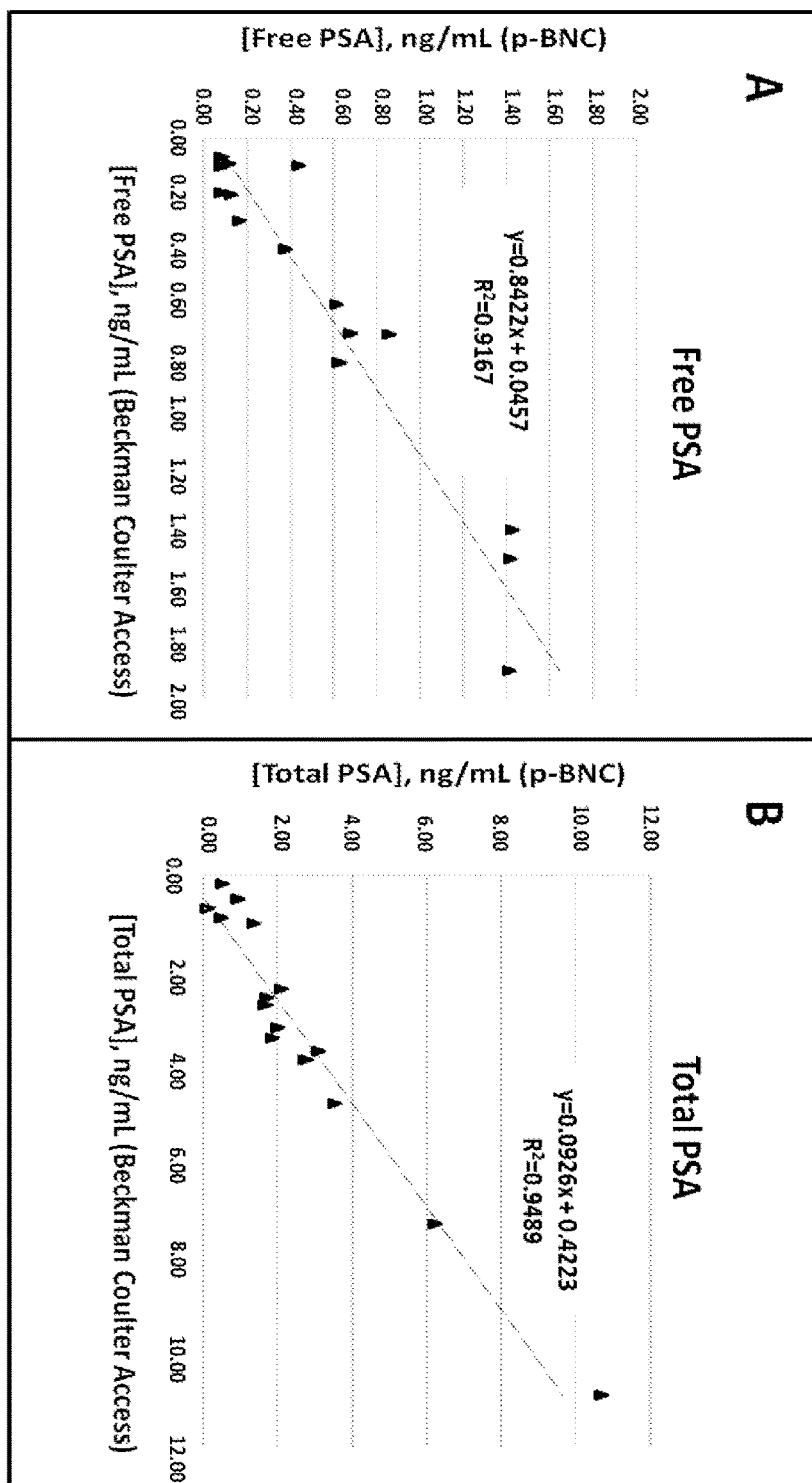 A
Free PSA
[Free PSA], ng/mL (p-BNC)
2.00
1.80
1.60
1.40
1.20
1.00
0.80
0.60
0.40
0.20
0.00
y=0.8422x + 0.0457
R²=0.9167
0.00 0.20 0.40 0.60 0.80 1.00 1.20 1.40 1.60 1.80 2.00
[Free PSA], ng/mL (Beckman Coulter Access)
B
Total PSA
[Total PSA], ng/mL (p-BNC)
12.00
10.00
8.00
6.00
4.00
2.00
0.00
y=0.0926x + 0.4223
R²=0.9489
0.00 2.00 4.00 6.00 8.00 10.00 12.00
[Total PSA], ng/mL (Beckman Coulter Access)